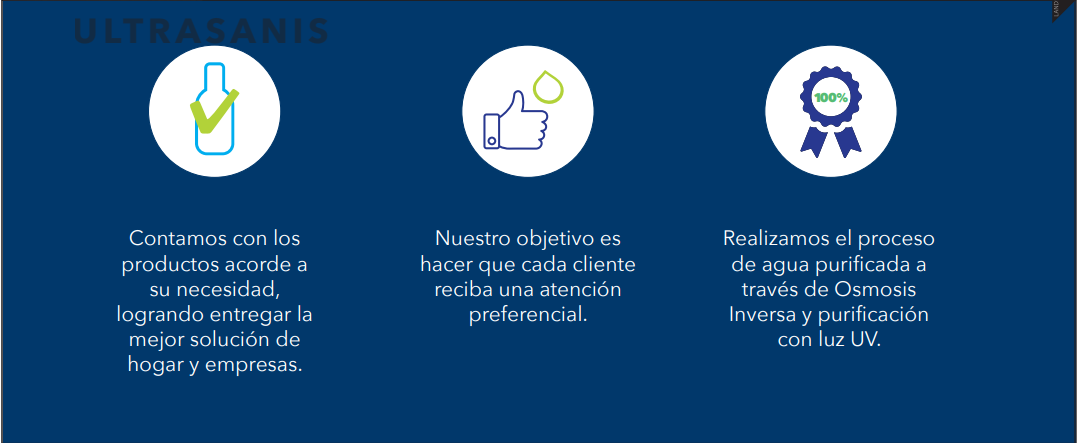 ULTRASANIS
LAND
100%
Contamos con los
productos acorde a
su necesidad,
logrando entregar la
mejor solución de
hogar y empresas.
Nuestro objetivo es
hacer que cada cliente
reciba una atención
preferencial.
Realizamos el proceso
de agua purificada a
través de Osmosis
Inversa y purificación
con luz UV.